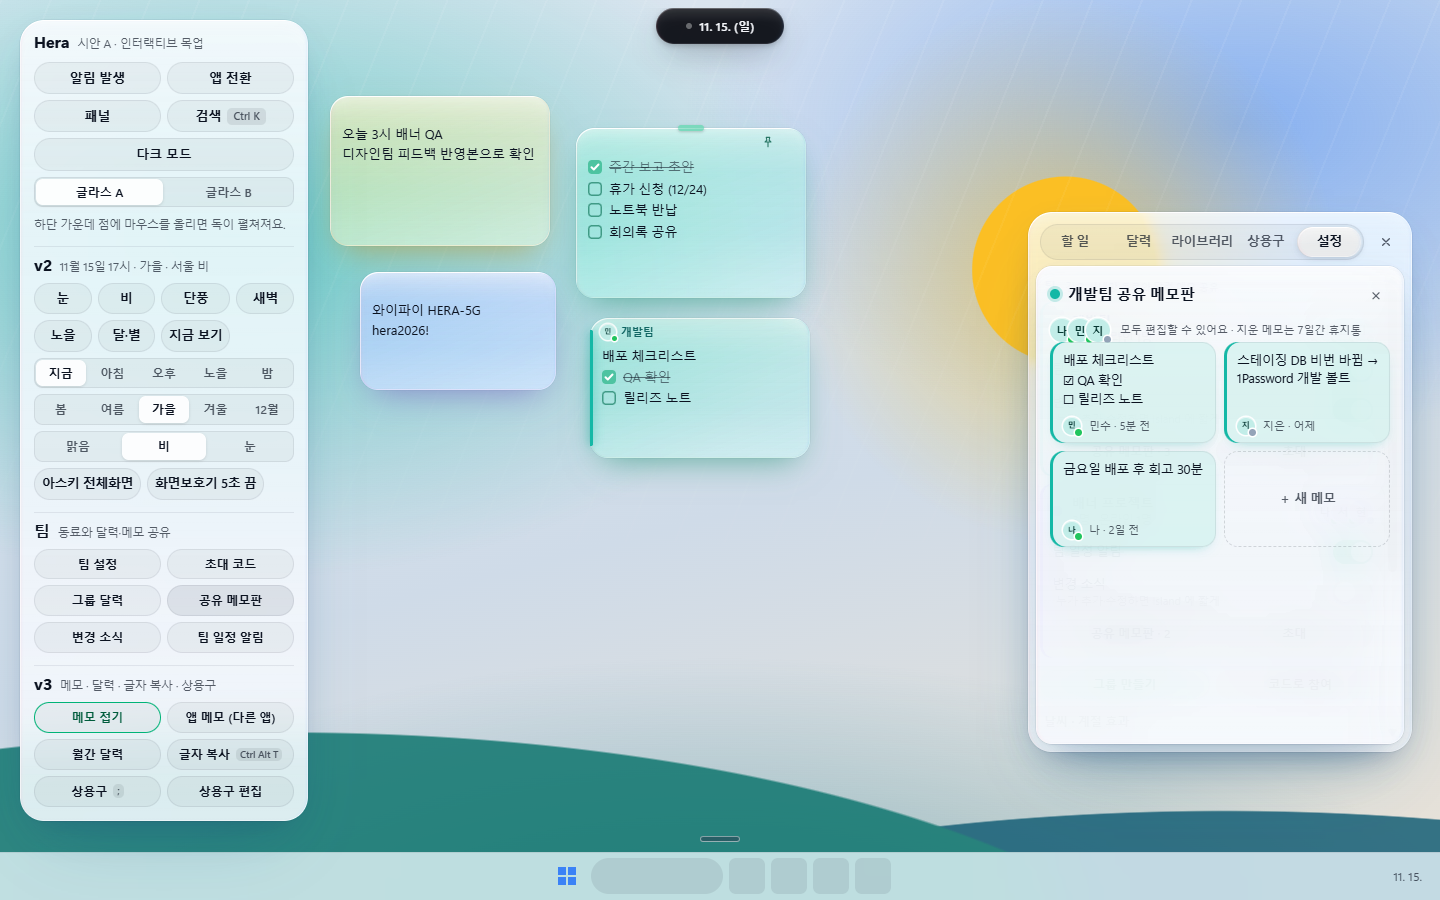 11. 15. (일)
Hera 시안 A · 인터랙티브 목업
알림 발생
앱 전환
패널
검색 Ctrl K
다크 모드
글라스 A
글라스 B
하단 가운데 점에 마우스를 올리면 독이 펼쳐져요.
v2 11월 15일 17시 · 가을 · 서울 비
눈
비
단풍
새벽
노을
달·별
지금 보기
지금
아침
오후
노을
밤
봄
여름
가을
겨울
12월
맑음
비
눈
아스키 전체화면
화면보호기 5초 끔
팀 동료와 달력·메모 공유
팀 설정
초대 코드
그룹 달력
공유 메모판
변경 소식
팀 일정 알림
v3 메모 · 달력 · 글자 복사 · 상용구
메모 접기
앱 메모 (다른 앱)
월간 달력
글자 복사 Ctrl Alt T
상용구 ;
상용구 편집
오늘 3시 배너 QA
디자인팀 피드백 반영본으로 확인
와이파이 HERA-5G
hera2026!
주간 보고 초안
휴가 신청 (12/24)
노트북 반납
회의록 공유
민 개발팀
배포 체크리스트
QA 확인
릴리즈 노트
할 일
달력
라이브러리
상용구
설정
개발팀 공유 메모판
나 민 지 모두 편집할 수 있어요 · 지운 메모는 7일간 휴지통
배포 체크리스트
☑ QA 확인
☐ 릴리즈 노트
민 민수 · 5분 전
스테이징 DB 비번 바뀜 →
1Password 개발 볼트
지 지은 · 어제
금요일 배포 후 회고 30분
나 나 · 2일 전
+ 새 메모
11. 15.